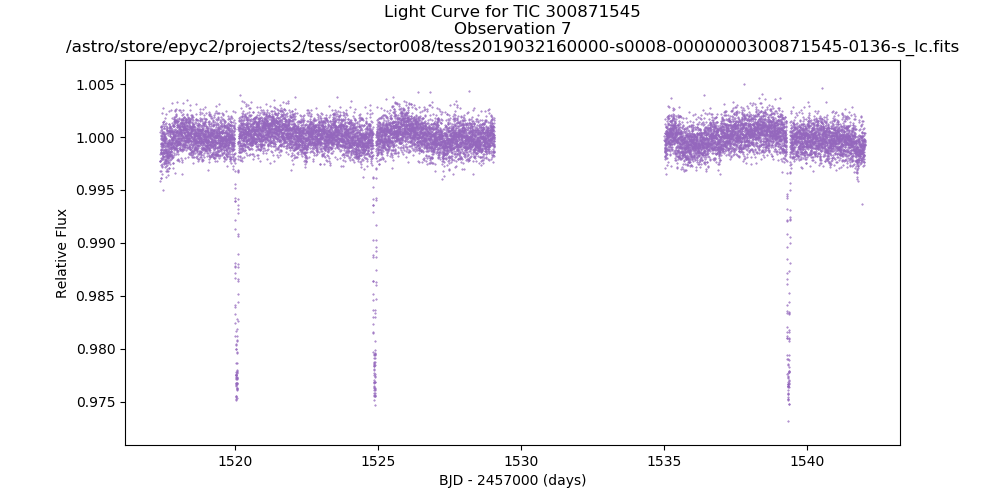 Light Curve for TIC 300871545
Observation 7
/astro/store/epyc2/projects2/tess/sector008/tess2019032160000-s0008-0000000300871545-0136-s_lc.fits
1.005
1.000
0.995
0.990
0.985
0.980
0.975
Relative Flux
1520
1525
1530
1535
1540
BJD - 2457000 (days)